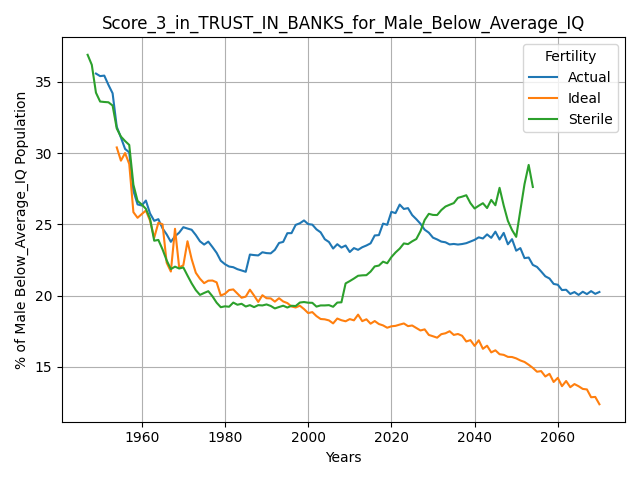 Score_3_in_TRUST_IN_BANKS_for_Male_Below_Average_IQ
Fertility
Actual
Ideal
Sterile
% of Male Below_Average_IQ Population
35
30
25
20
15
1960
1980
2000
2020
2040
2060
Years